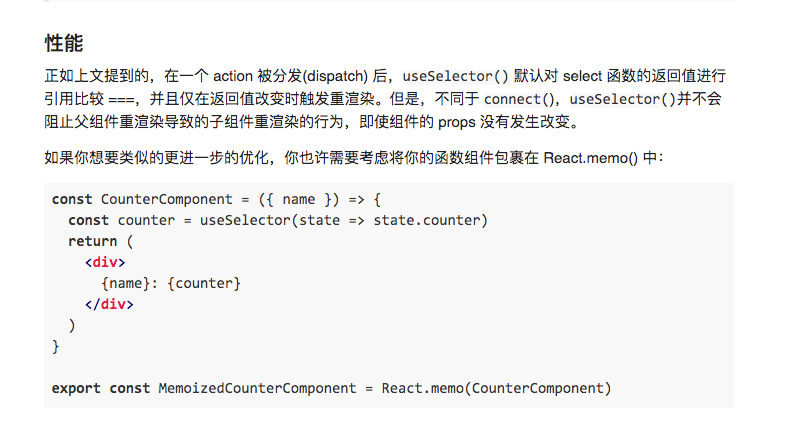 性能
正如上文提到的，在一个 action 被分发(dispatch) 后，useSelector() 默认对 select 函数的返回值进行
引用比较 ===，并且仅在返回值改变时触发重渲染。但是，不同于 connect()，useSelector()并不会
阻止父组件重渲染导致的子组件重渲染的行为，即使组件的 props 没有发生改变。
如果你想要类似的更进一步的优化，你也许需要考虑将你的函数组件包裹在 React.memo() 中：
const CounterComponent = ({ name }) => {
  const counter = useSelector(state => state.counter)
  return (
    <div>
      {name}: {counter}
    </div>
  )
}
export const MemoizedCounterComponent = React.memo(CounterComponent)